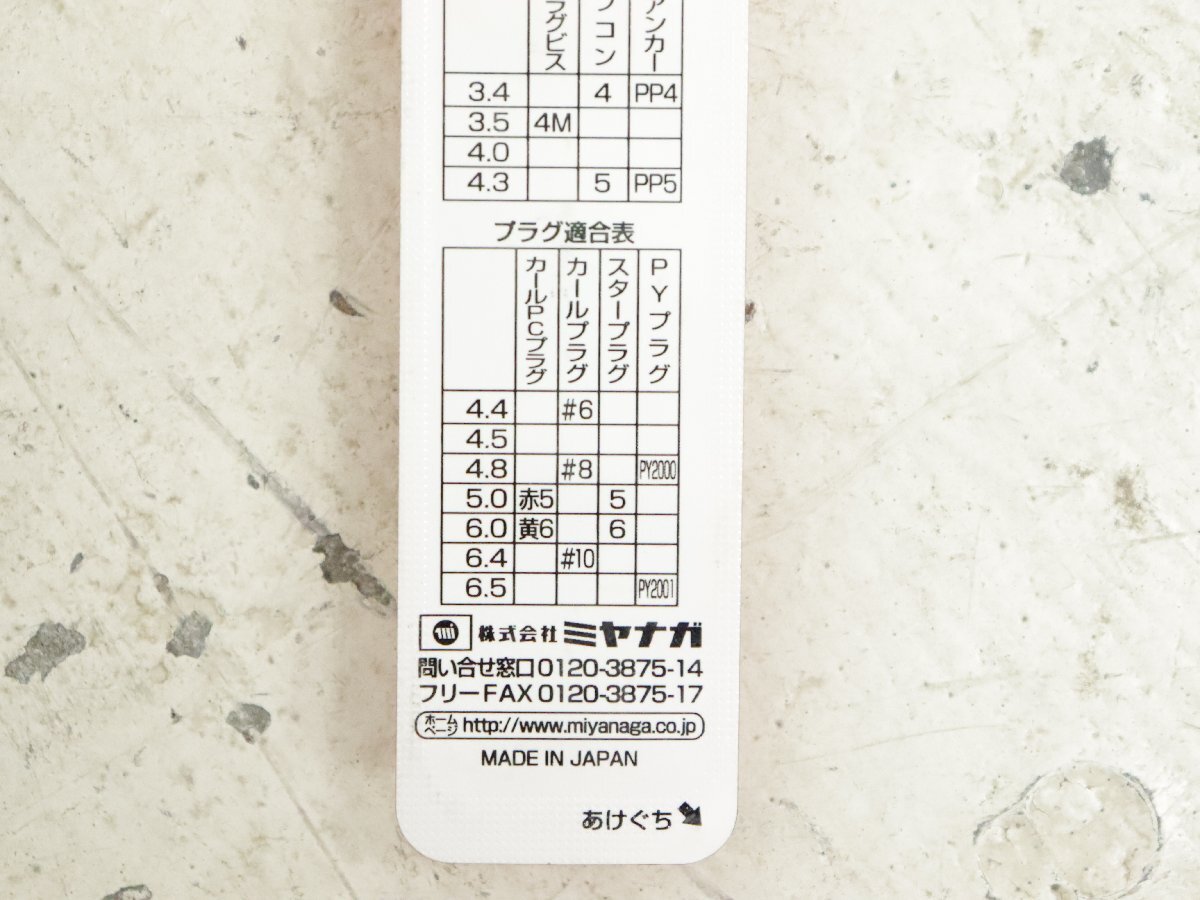 ラグビス コン アンカー
3.4 4 PP4
3.5 4M
4.0
4.3 5 PP5
プラグ適合表
カールPCプラグ カールプラグ スタープラグ PYプラグ
4.4 #6
4.5
4.8 #8 PY2000
5.0 赤5 5
6.0 黄6 6
6.4 #10
6.5 PY2001
株式会社ミヤナガ
問い合せ窓口0120-3875-14
フリーFAX0120-3875-17
ホームページ http://www.miyanaga.co.jp
MADE IN JAPAN
あけぐち